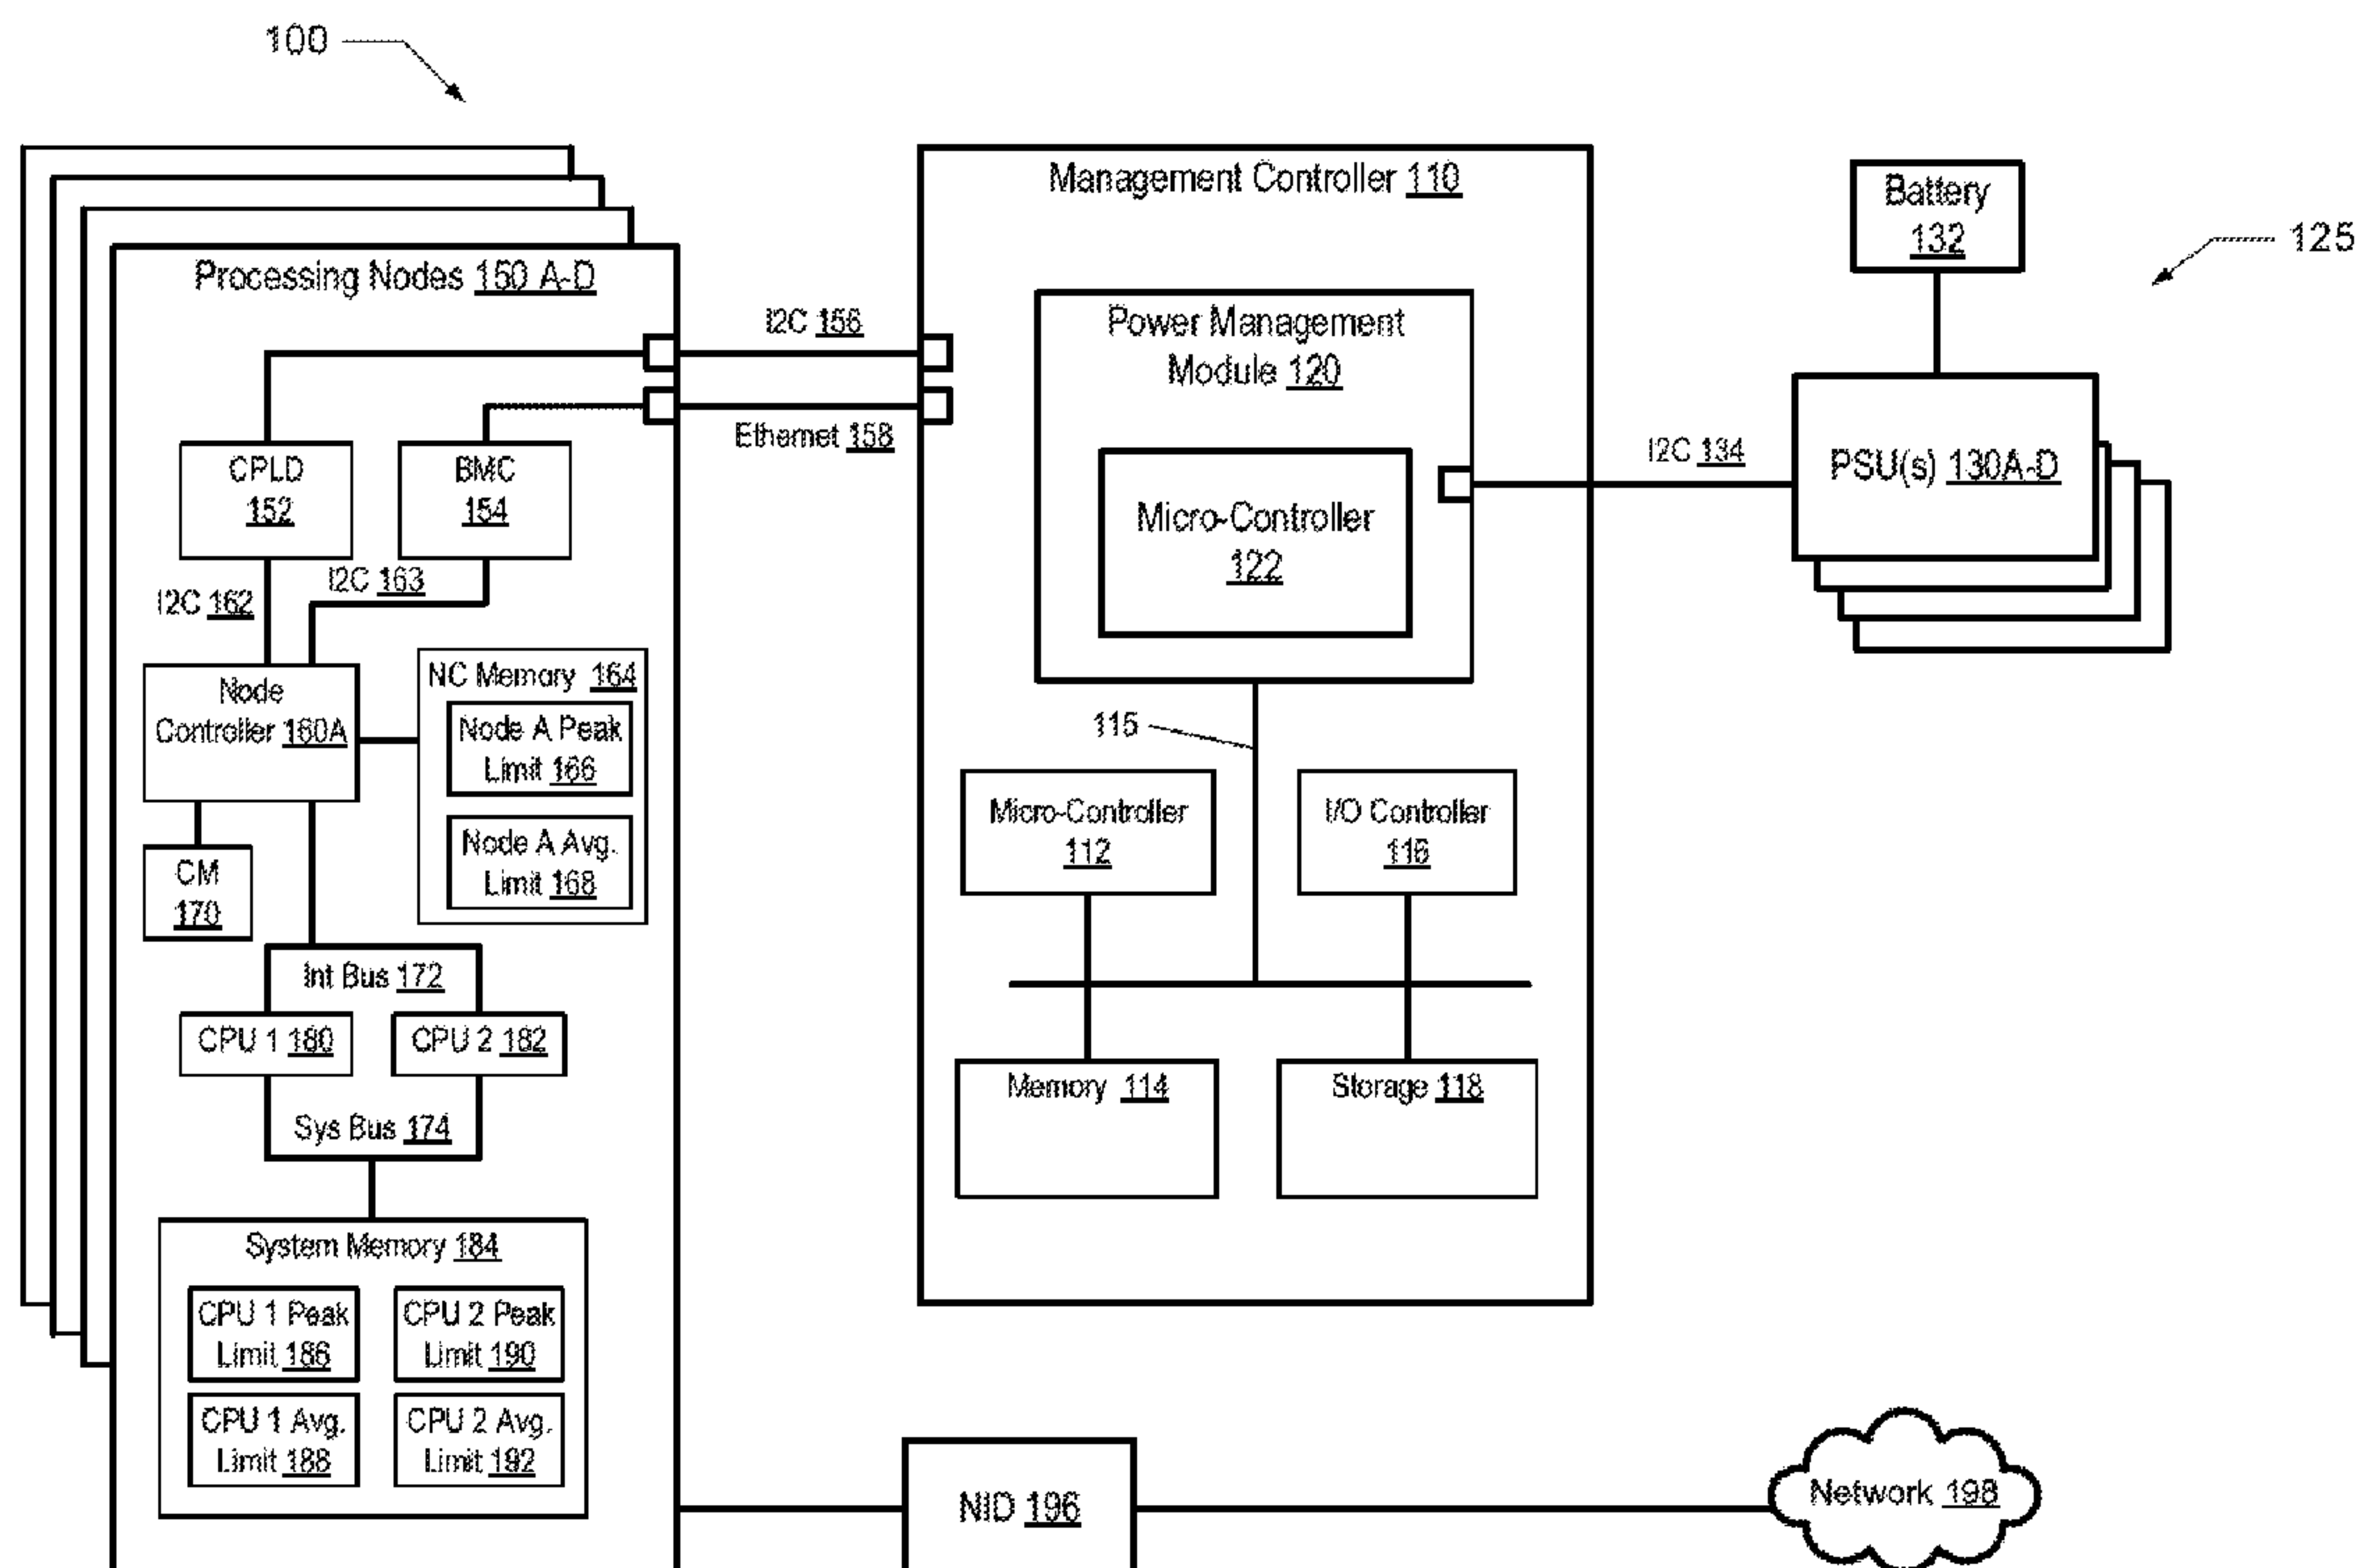 100
Processing Nodes 150 A-D
I2C 156
Ethernet 158
CPLD
152
BMC
154
I2C 162
I2C 163
Node
Controller 160A
NC Memory 164
Node A Peak
Limit 166
Node A Avg.
Limit 168
CM
170
Int Bus 172
CPU 1 180
CPU 2 182
Sys Bus 174
System Memory 184
CPU 1 Peak
Limit 186
CPU 2 Peak
Limit 190
CPU 1 Avg.
Limit 188
CPU 2 Avg.
Limit 192
Management Controller 110
Power Management
Module 120
Micro-Controller
122
115
Micro-Controller
112
I/O Controller
116
Memory 114
Storage 118
I2C 134
Battery
132
125
PSU(s) 130A-D
NID 196
Network 198